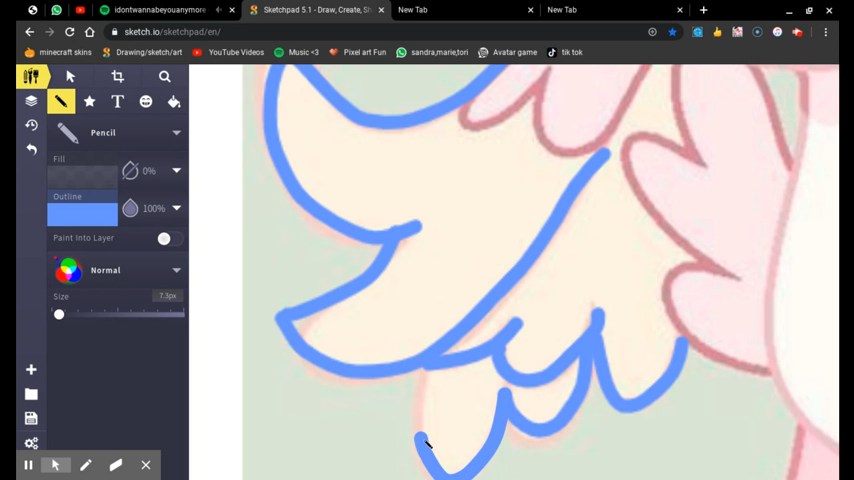 idontwannabeyouanymore
Sketchpad 5.1 - Draw, Create, Sh
New Tab
New Tab
sketch.io/sketchpad/en/
minecraft skins
Drawing/sketch/art
YouTube Videos
Music <3
Pixel art Fun
sandra,marie,tori
Avatar game
tik tok
Pencil
Fill
0%
Outline
100%
Paint Into Layer
Normal
Size
7.3px